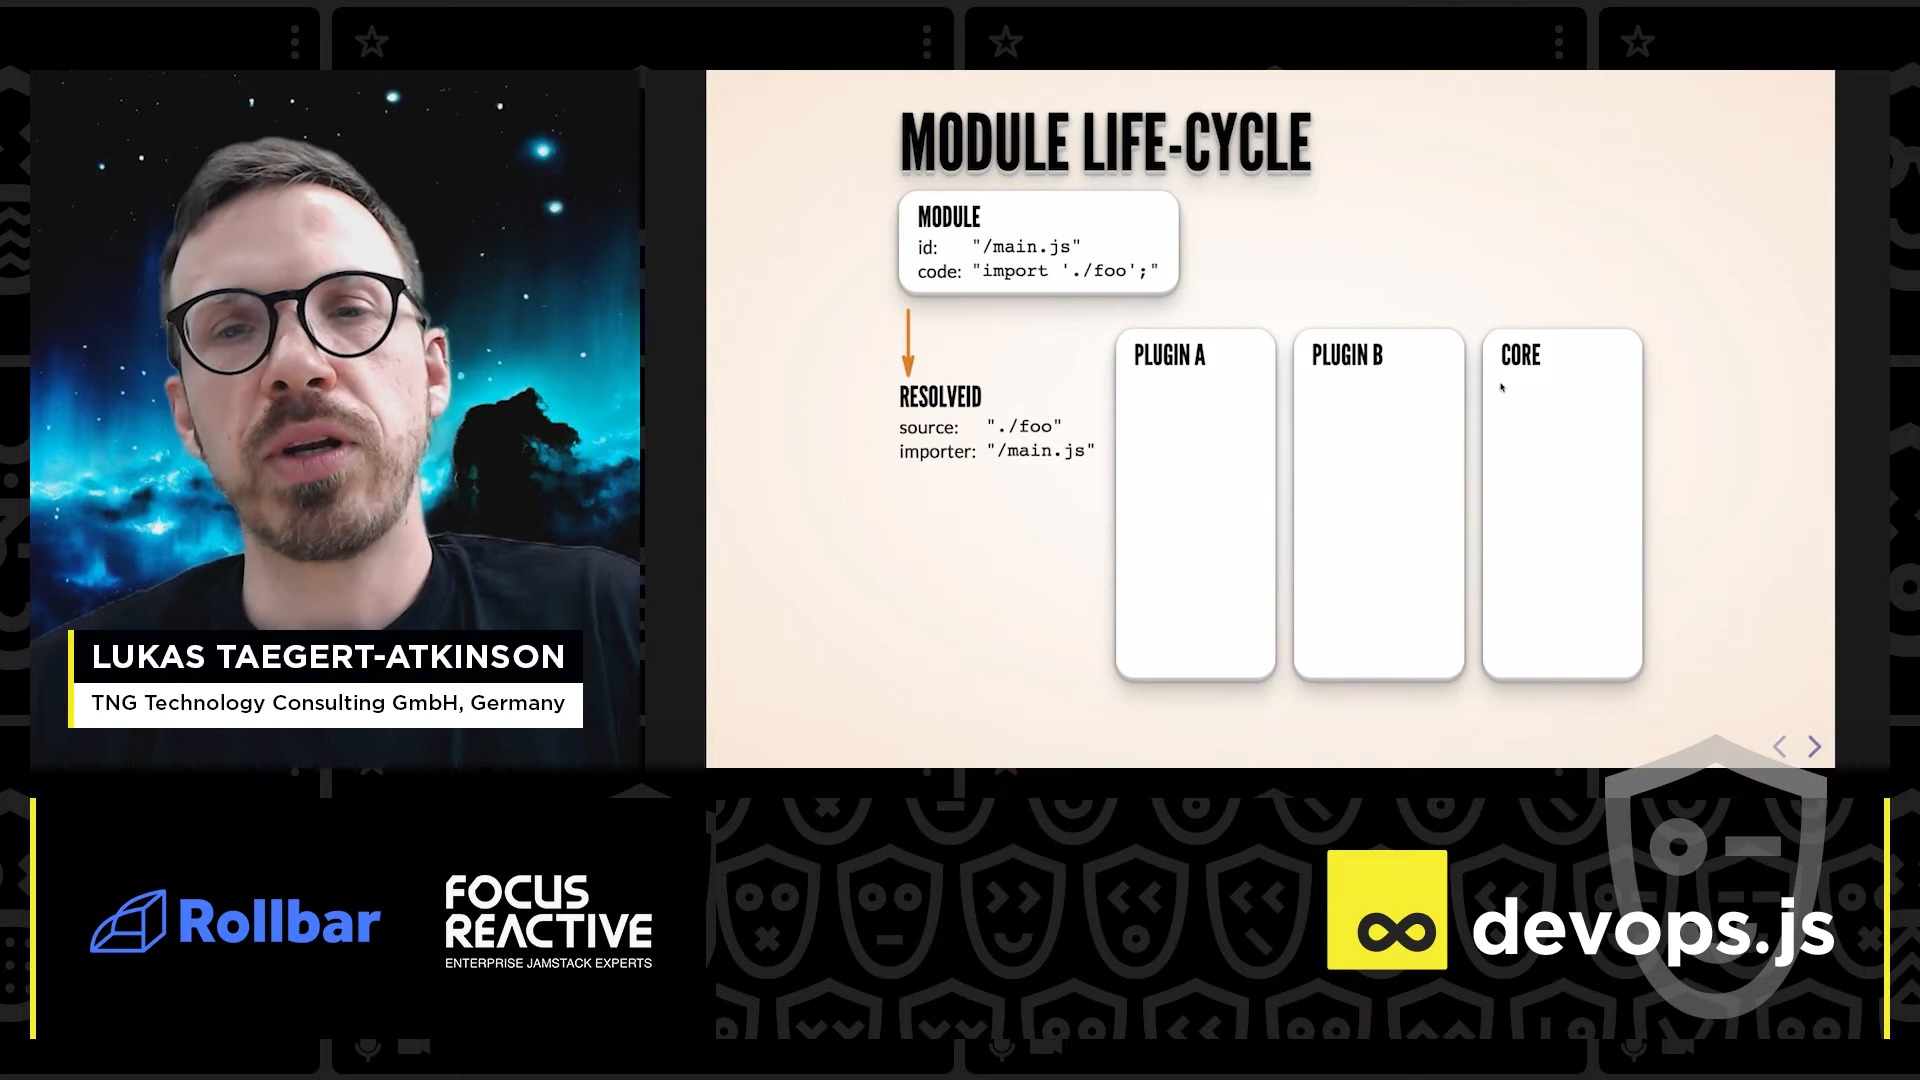 MODULE LIFE-CYCLE
MODULE
id: "/main.js"
code: "import './foo';"
RESOLVEID
source: "./foo"
importer: "/main.js"
PLUGIN A
PLUGIN B
CORE
LUKAS TAEGERT-ATKINSON
TNG Technology Consulting GmbH, Germany
Rollbar
FOCUS
REACTIVE
ENTERPRISE JAMSTACK EXPERTS
devops.js